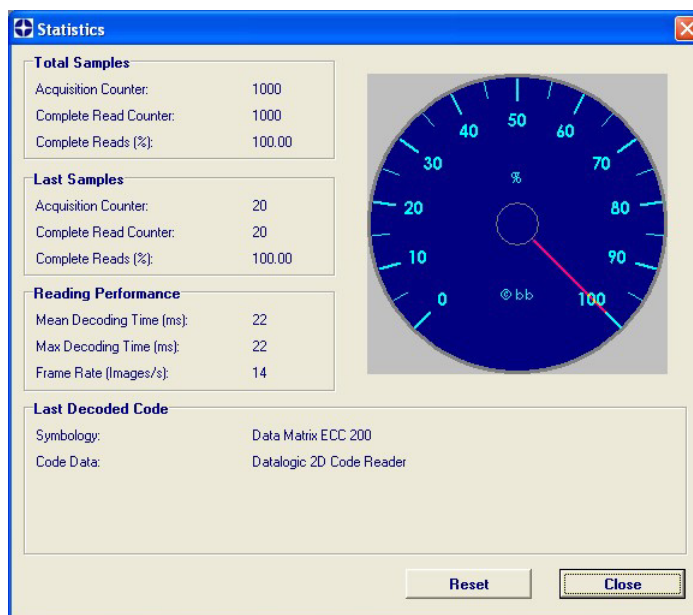 Statistics
Total Samples
Acquisition Counter: 1000
Complete Read Counter: 1000
Complete Reads (%): 100.00
Last Samples
Acquisition Counter: 20
Complete Read Counter: 20
Complete Reads (%): 100.00
Reading Performance
Mean Decoding Time (ms): 22
Max Decoding Time (ms): 22
Frame Rate (Images/s): 14
0
10
20
30
40
50
60
70
80
90
100
%
© bb
Last Decoded Code
Symbology: Data Matrix ECC 200
Code Data: Datalogic 2D Code Reader
Reset Close